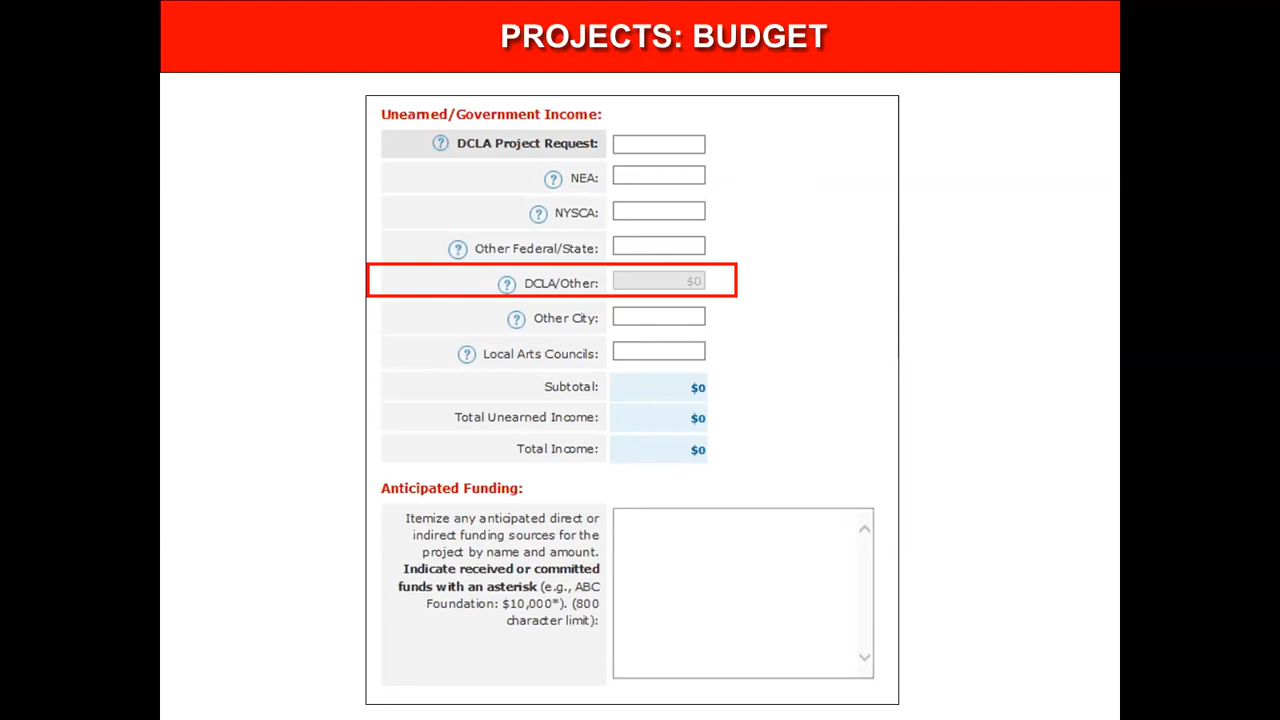 PROJECTS: BUDGET
Unearned/Government Income:
? DCLA Project Request:
? NEA:
? NYSCA:
? Other Federal/State:
? DCLA/Other: $0
? Other City:
? Local Arts Councils:
Subtotal: $0
Total Unearned Income: $0
Total Income: $0
Anticipated Funding:
Itemize any anticipated direct or
indirect funding sources for the
project by name and amount.
Indicate received or committed
funds with an asterisk (e.g., ABC
Foundation: $10,000*). (800
character limit):